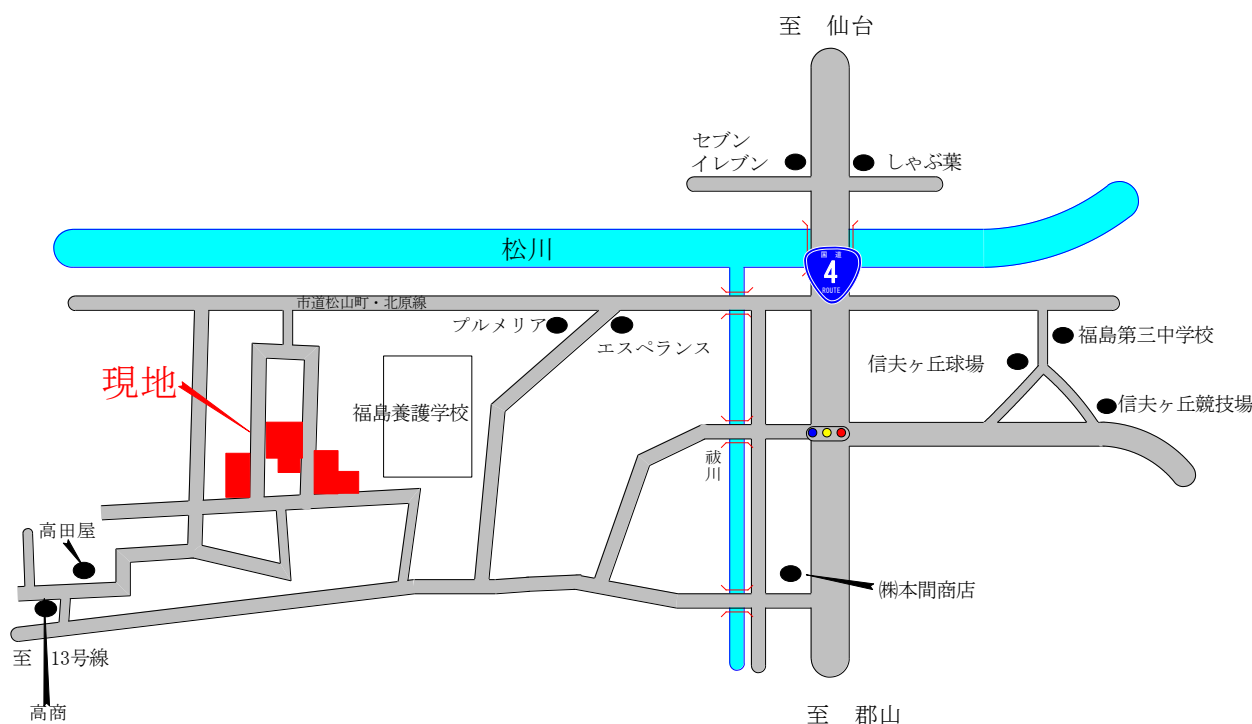 至　仙台
セブン
イレブン
しゃぶ葉
松川
国道
4
ROUTE
市道松山町・北原線
プルメリア
エスペランス
福島第三中学校
信夫ヶ丘球場
現地
信夫ヶ丘競技場
福島養護学校
祓川
高田屋
㈱本間商店
至　13号線
高商
至　郡山